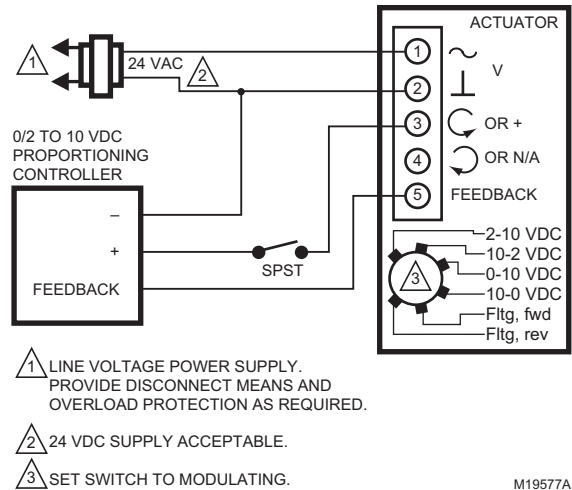 ACTUATOR
1
24 VAC
2
1
V
2
0/2 TO 10 VDC
PROPORTIONING
CONTROLLER
3
OR +
4
OR N/A
5
FEEDBACK
–
+
SPST
FEEDBACK
3
2-10 VDC
10-2 VDC
0-10 VDC
10-0 VDC
Fltg, fwd
Fltg, rev
1 LINE VOLTAGE POWER SUPPLY.
PROVIDE DISCONNECT MEANS AND
OVERLOAD PROTECTION AS REQUIRED.
2 24 VDC SUPPLY ACCEPTABLE.
3 SET SWITCH TO MODULATING.
M19577A